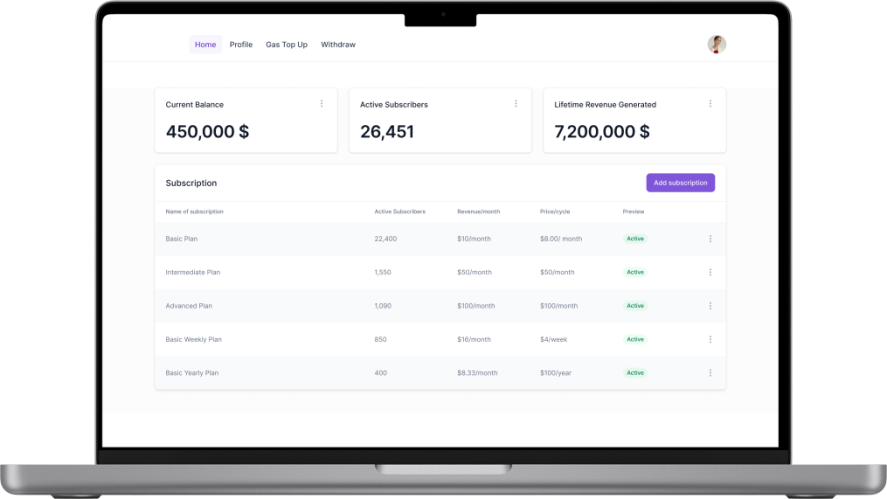 Home Profile Gas Top Up Withdraw
Current Balance Active Subscribers Lifetime Revenue Generated
450,000 $ 26,451 7,200,000 $
Subscription Add subscription
Name of subscription Active Subscribers Revenue/month Price/cycle Preview
Basic Plan 22,400 $10/month $8.00/ month Active
Intermediate Plan 1,550 $50/month $50/month Active
Advanced Plan 1,090 $100/month $100/month Active
Basic Weekly Plan 850 $16/month $4/week Active
Basic Yearly Plan 400 $8.33/month $100/year Active